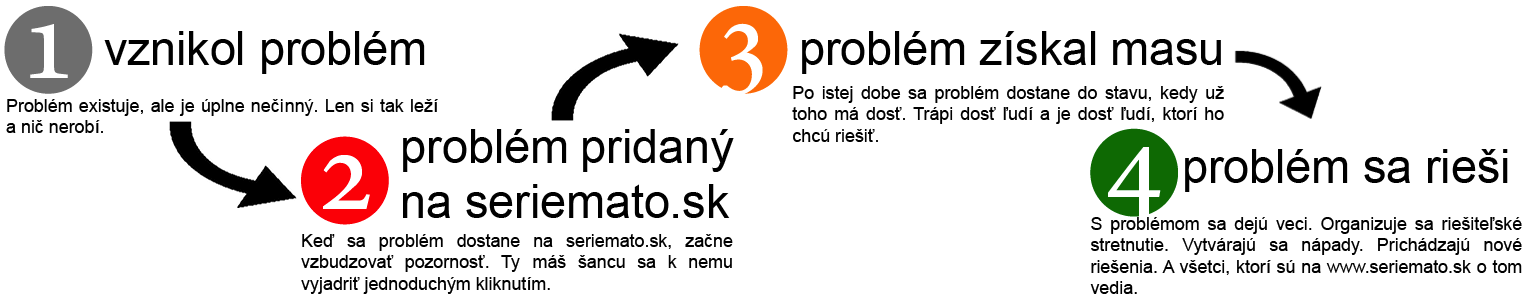 1 vznikol problém
Problém existuje, ale je úplne nečinný. Len si tak leží
a nič nerobí.
2 problém pridaný
na seriemato.sk
Keď sa problém dostane na seriemato.sk, začne
vzbudzovať pozornosť. Ty máš šancu sa k nemu
vyjadriť jednoduchým kliknutím.
3 problém získal masu
Po istej dobe sa problém dostane do stavu, kedy už
toho má dosť. Trápi dosť ľudí a je dosť ľudí, ktorí ho
chcú riešiť.
4 problém sa rieši
S problémom sa dejú veci. Organizuje sa riešiteľské
stretnutie. Vytvárajú sa nápady. Prichádzajú nové
riešenia. A všetci, ktorí sú na www.seriemato.sk o tom
vedia.